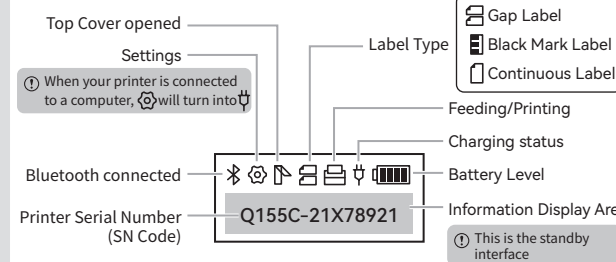 Top Cover opened
Settings
When your printer is connected
to a computer, will turn into
Bluetooth connected
Printer Serial Number
(SN Code)
Label Type
Gap Label
Black Mark Label
Continuous Label
Feeding/Printing
Charging status
Battery Level
Information Display Are
This is the standby
interface
Q155C-21X78921